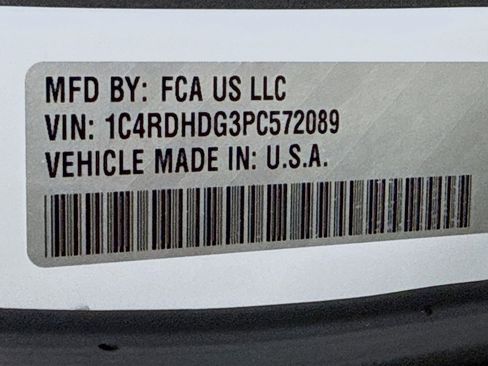 MFD BY: FCA US LLC
VIN: 1C4RDHDG3PC572089
VEHICLE MADE IN: U.S.A.